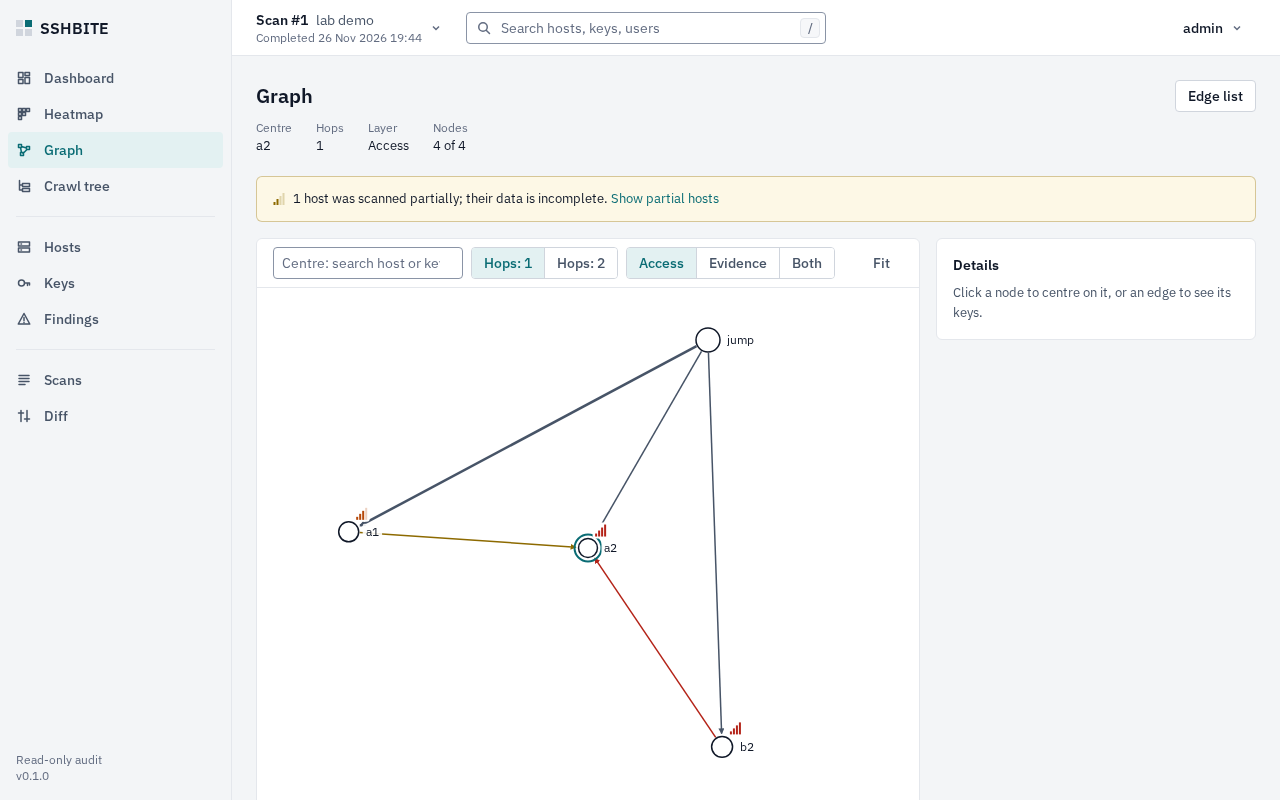 SSHBITE
Scan #1 lab demo
Completed 26 Nov 2026 19:44
Search hosts, keys, users
/
admin
Dashboard
Heatmap
Graph
Crawl tree
Hosts
Keys
Findings
Scans
Diff
Read-only audit
v0.1.0
Graph
Edge list
Centre Hops Layer Nodes
a2 1 Access 4 of 4
1 host was scanned partially; their data is incomplete. Show partial hosts
Centre: search host or ke
Hops: 1 Hops: 2
Access Evidence Both
Fit
Details
Click a node to centre on it, or an edge to see its
keys.
jump
a1
a2
b2